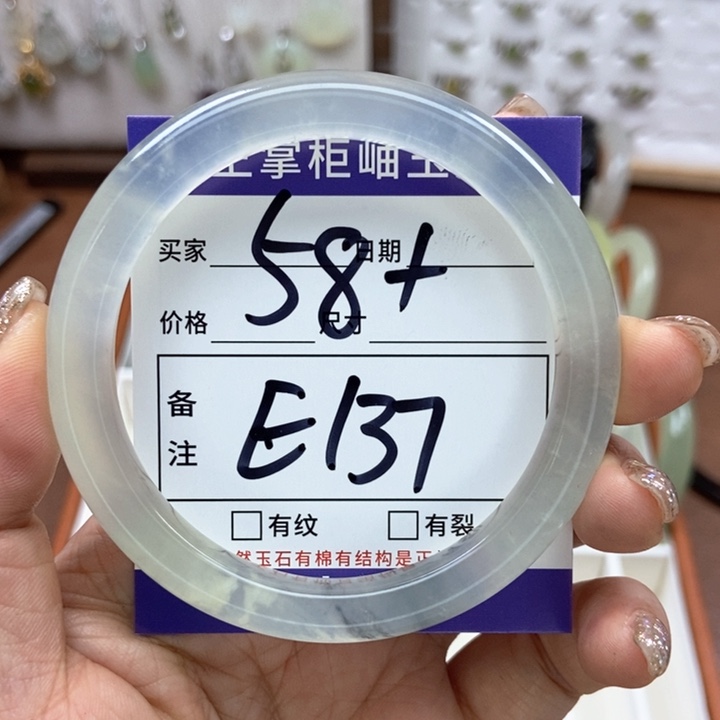 掌柜岫玉
买家 日期
58+
价格 尺寸
备注
E137
有纹 有裂
然玉石有棉有结构是正